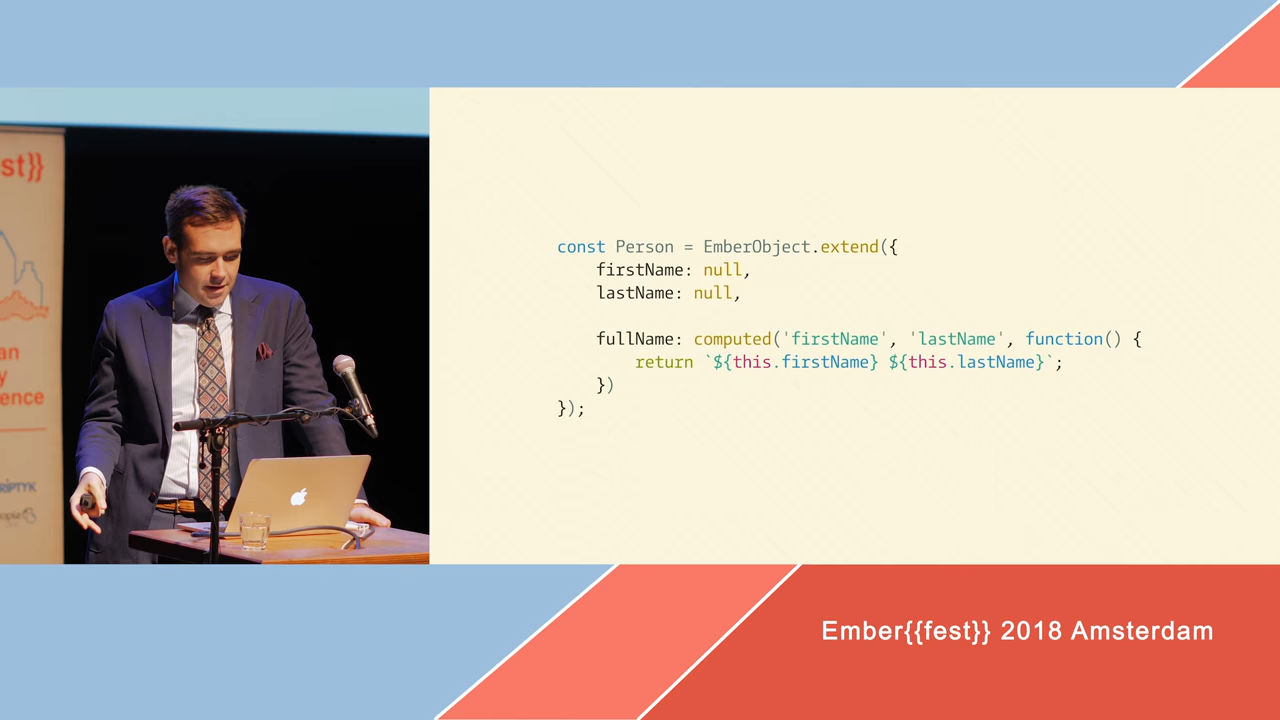 st}}
an
y
ence
RIPTYK
const Person = EmberObject.extend({
firstName: null,
lastName: null,
fullName: computed('firstName', 'lastName', function() {
return `${this.firstName} ${this.lastName}`;
})
});
Ember{{fest}} 2018 Amsterdam